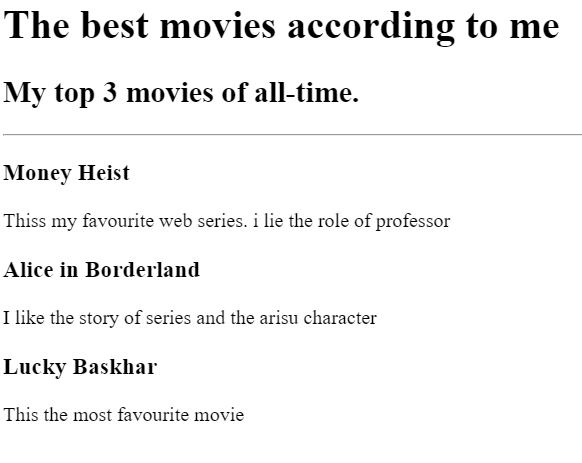 The best movies according to me
My top 3 movies of all-time.
Money Heist
Thiss my favourite web series. i lie the role of professor
Alice in Borderland
I like the story of series and the arisu character
Lucky Baskhar
This the most favourite movie